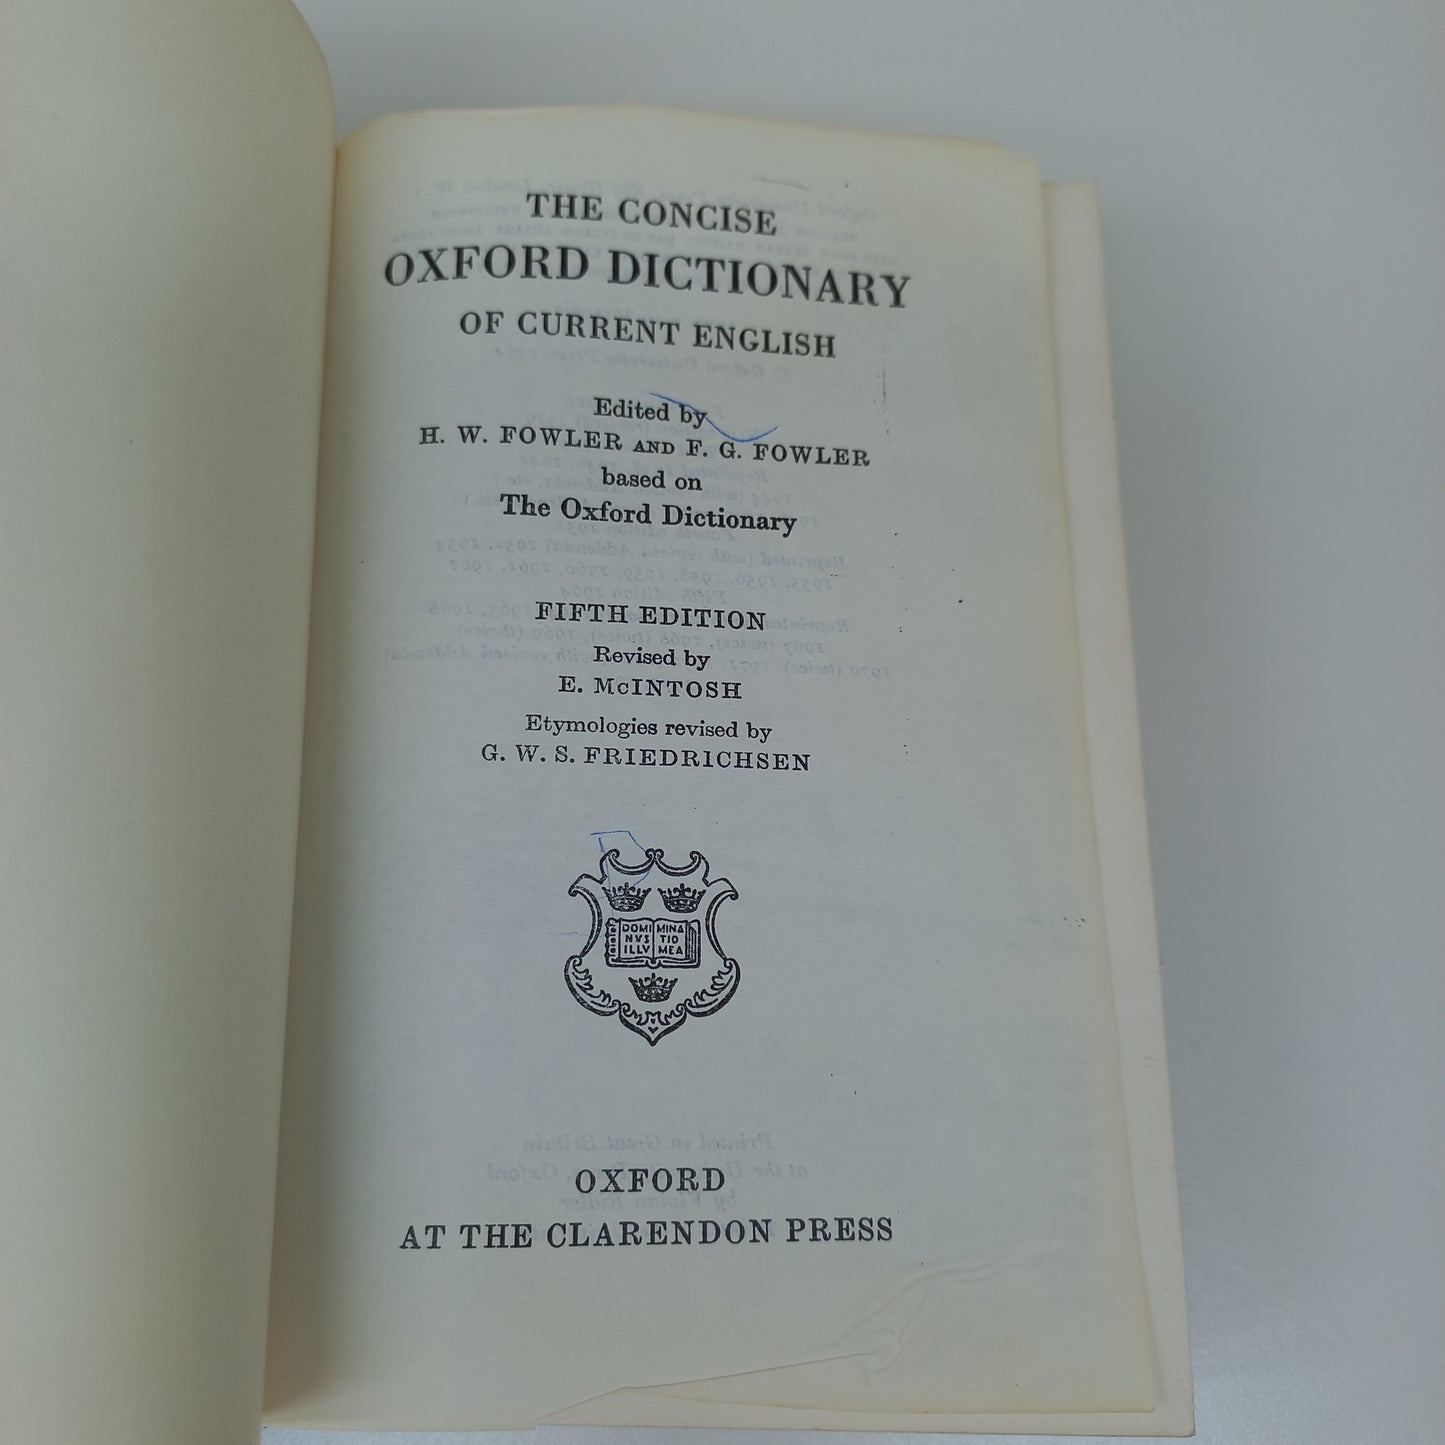 THE CONCISE
OXFORD DICTIONARY
OF CURRENT ENGLISH
Edited by
H. W. FOWLER AND F. G. FOWLER
based on
The Oxford Dictionary
FIFTH EDITION
Revised by
E. McINTOSH
Etymologies revised by
G. W. S. FRIEDRICHSEN
DOMI MINA
NVS TIO
ILLV MEA
OXFORD
AT THE CLARENDON PRESS